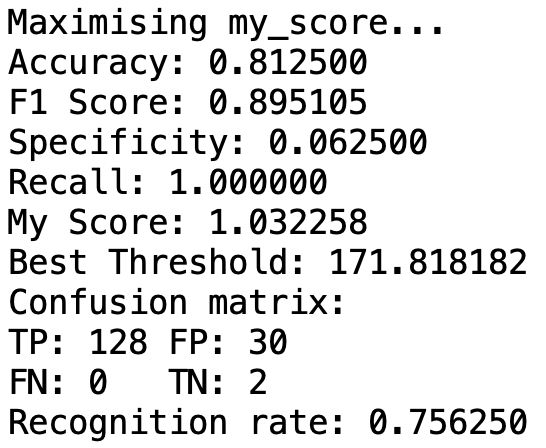 Maximising my_score...
Accuracy: 0.812500
F1 Score: 0.895105
Specificity: 0.062500
Recall: 1.000000
My Score: 1.032258
Best Threshold: 171.818182
Confusion matrix:
TP: 128 FP: 30
FN: 0   TN: 2
Recognition rate: 0.756250